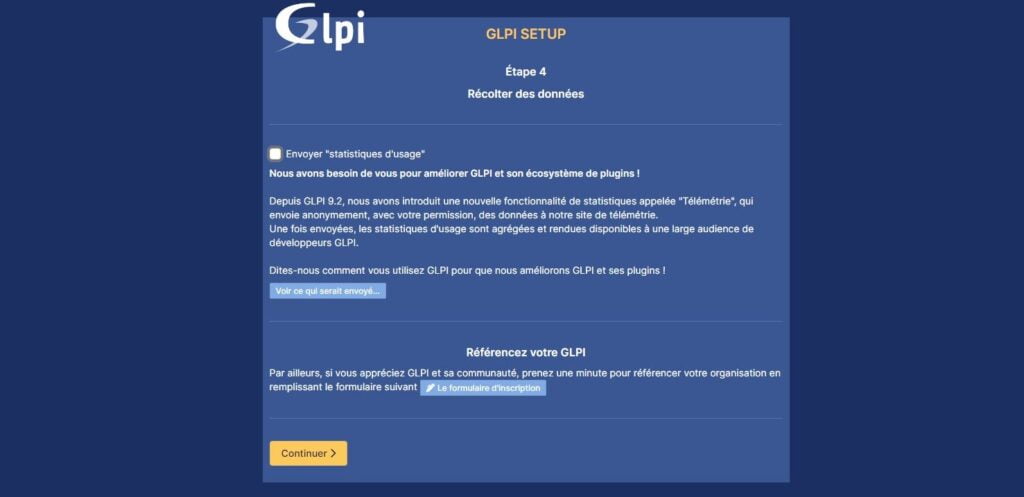 Glpi
GLPI SETUP
Étape 4
Récolter des données
Envoyer "statistiques d'usage"
Nous avons besoin de vous pour améliorer GLPI et son écosystème de plugins !
Depuis GLPI 9.2, nous avons introduit une nouvelle fonctionnalité de statistiques appelée "Télémétrie", qui
envoie anonymement, avec votre permission, des données à notre site de télémétrie.
Une fois envoyées, les statistiques d'usage sont agrégées et rendues disponibles à une large audience de
développeurs GLPI.
Dites-nous comment vous utilisez GLPI pour que nous améliorons GLPI et ses plugins !
Voir ce qui serait envoyé...
Référencez votre GLPI
Par ailleurs, si vous appréciez GLPI et sa communauté, prenez une minute pour référencer votre organisation en
remplissant le formulaire suivant Le formulaire d'inscription
Continuer